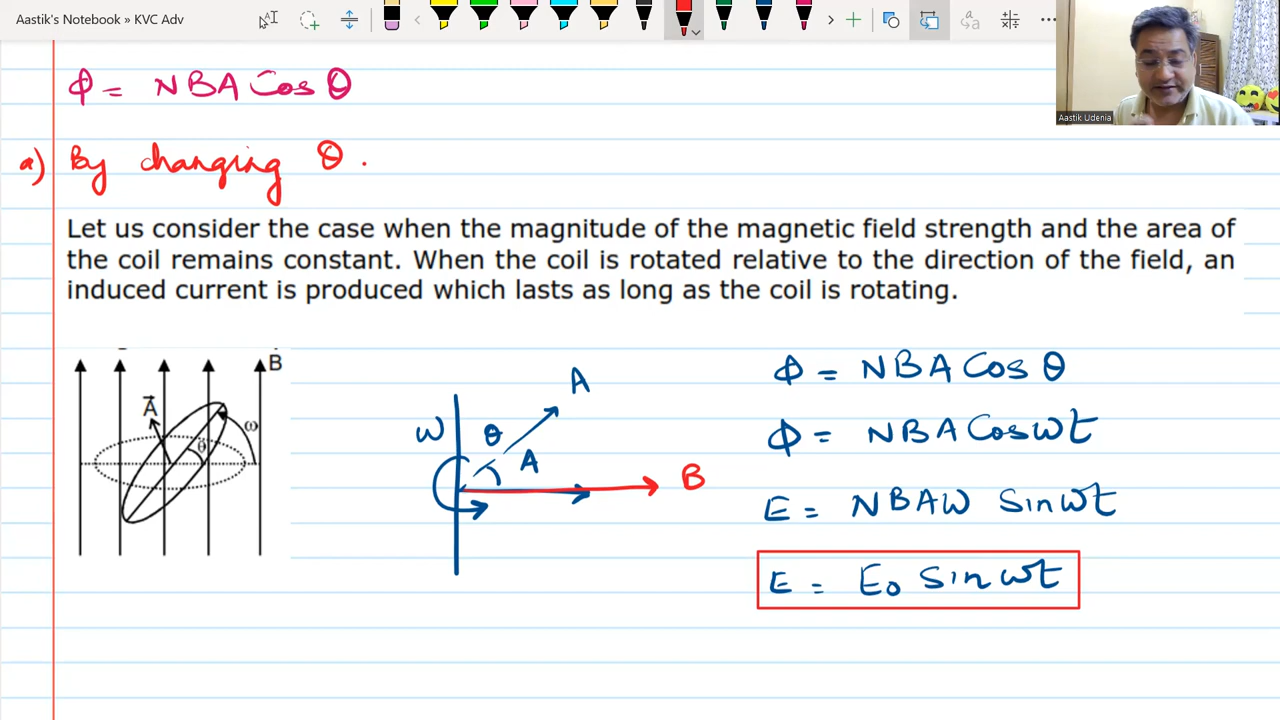 Aastik's Notebook » KVC Adv
Aastik Udenia
Φ = NBA Cos θ
a) By changing θ.
Let us consider the case when the magnitude of the magnetic field strength and the area of
the coil remains constant. When the coil is rotated relative to the direction of the field, an
induced current is produced which lasts as long as the coil is rotating.
B
A⃗
ω
θ
A
ω
θ
A
B
Φ = NBA Cos θ
Φ = NBA Cos ωt
E = NBAω Sin ωt
E = E₀ Sin ωt